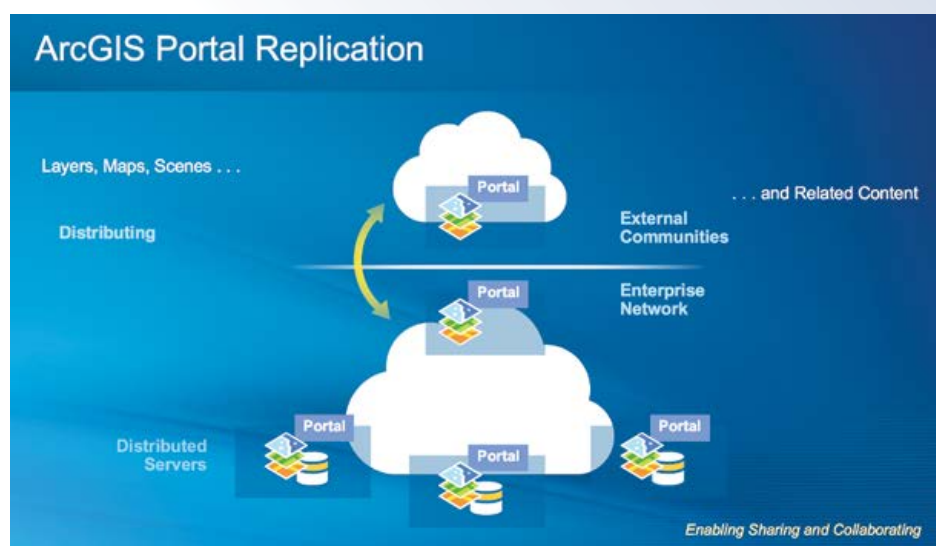 ArcGIS Portal Replication
Layers, Maps, Scenes . . .
Portal
. . . and Related Content
Distributing
External
Communities
Portal
Enterprise
Network
Portal
Portal
Portal
Distributed
Servers
Enabling Sharing and Collaborating